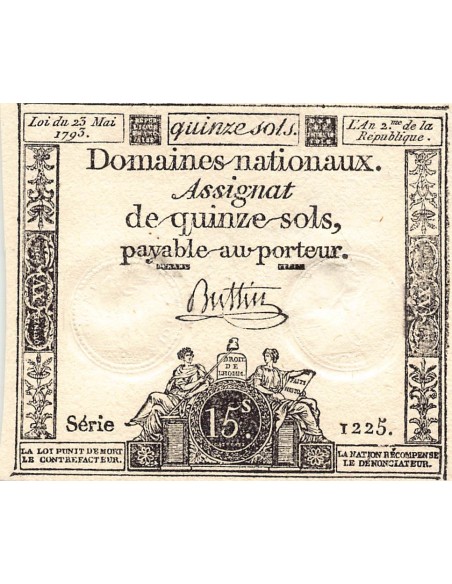 Loi du 23 Mai
1793.
quinze sols.
L'An 2.me de la
République.
Domaines nationaux.
Assignat
de quinze sols,
payable au porteur.
Buttin
DROIT
DE
L'HOMM.
15s.
Série
1225.
LA LOI PUNIT DE MORT
LE CONTREFACTEUR.
LA NATION RÉCOMPENSE
LE DÉNONCIATEUR.